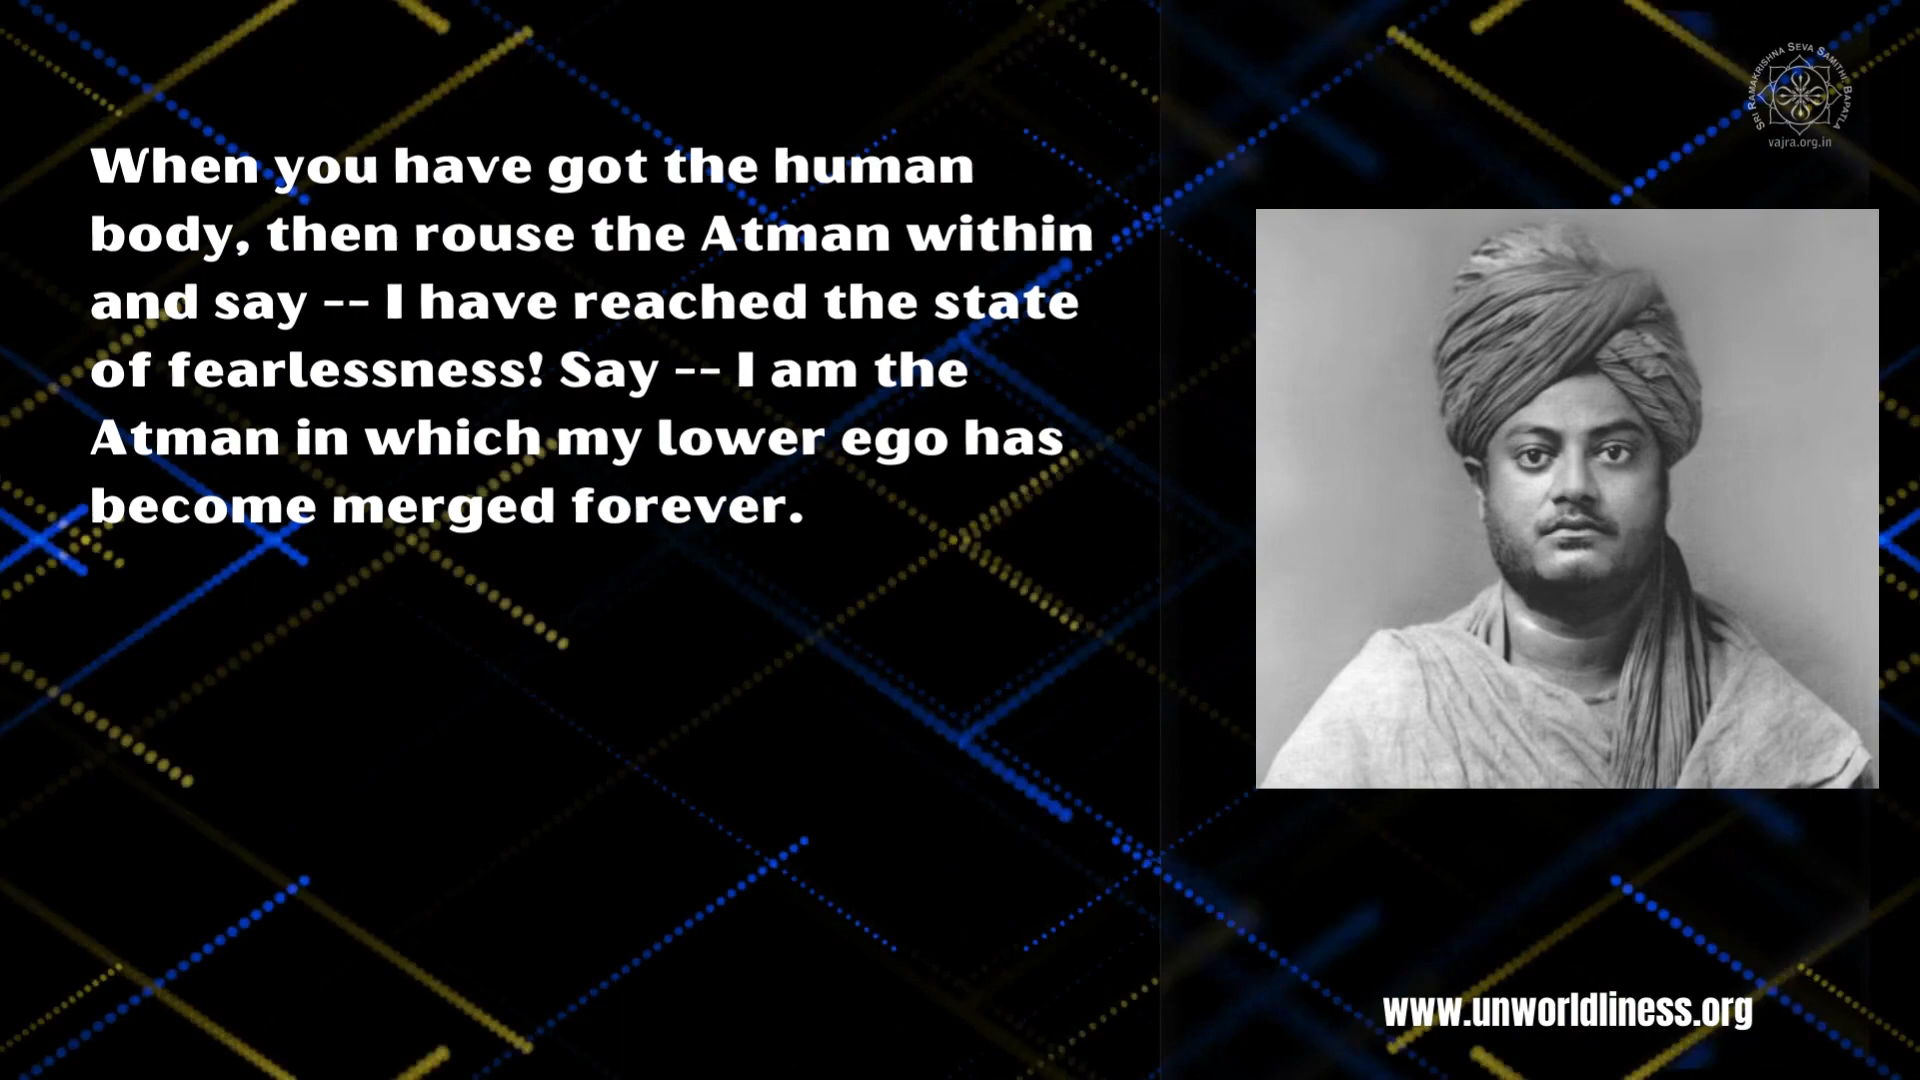 When you have got the human
body, then rouse the Atman within
and say -- I have reached the state
of fearlessness! Say -- I am the
Atman in which my lower ego has
become merged forever.
SRI RAMAKRISHNA SEVA SAMITHI BAPATLA
vajra.org.in
www.unworldliness.org